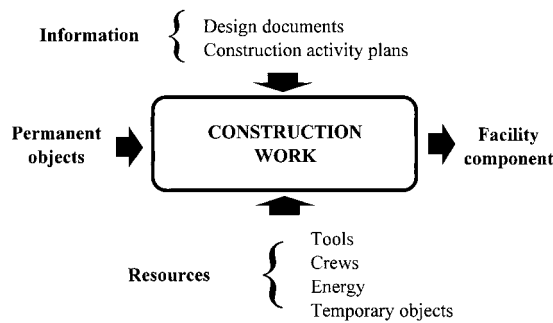 Information
Design documents
Construction activity plans
Permanent
objects
CONSTRUCTION
WORK
Facility
component
Resources
Tools
Crews
Energy
Temporary objects